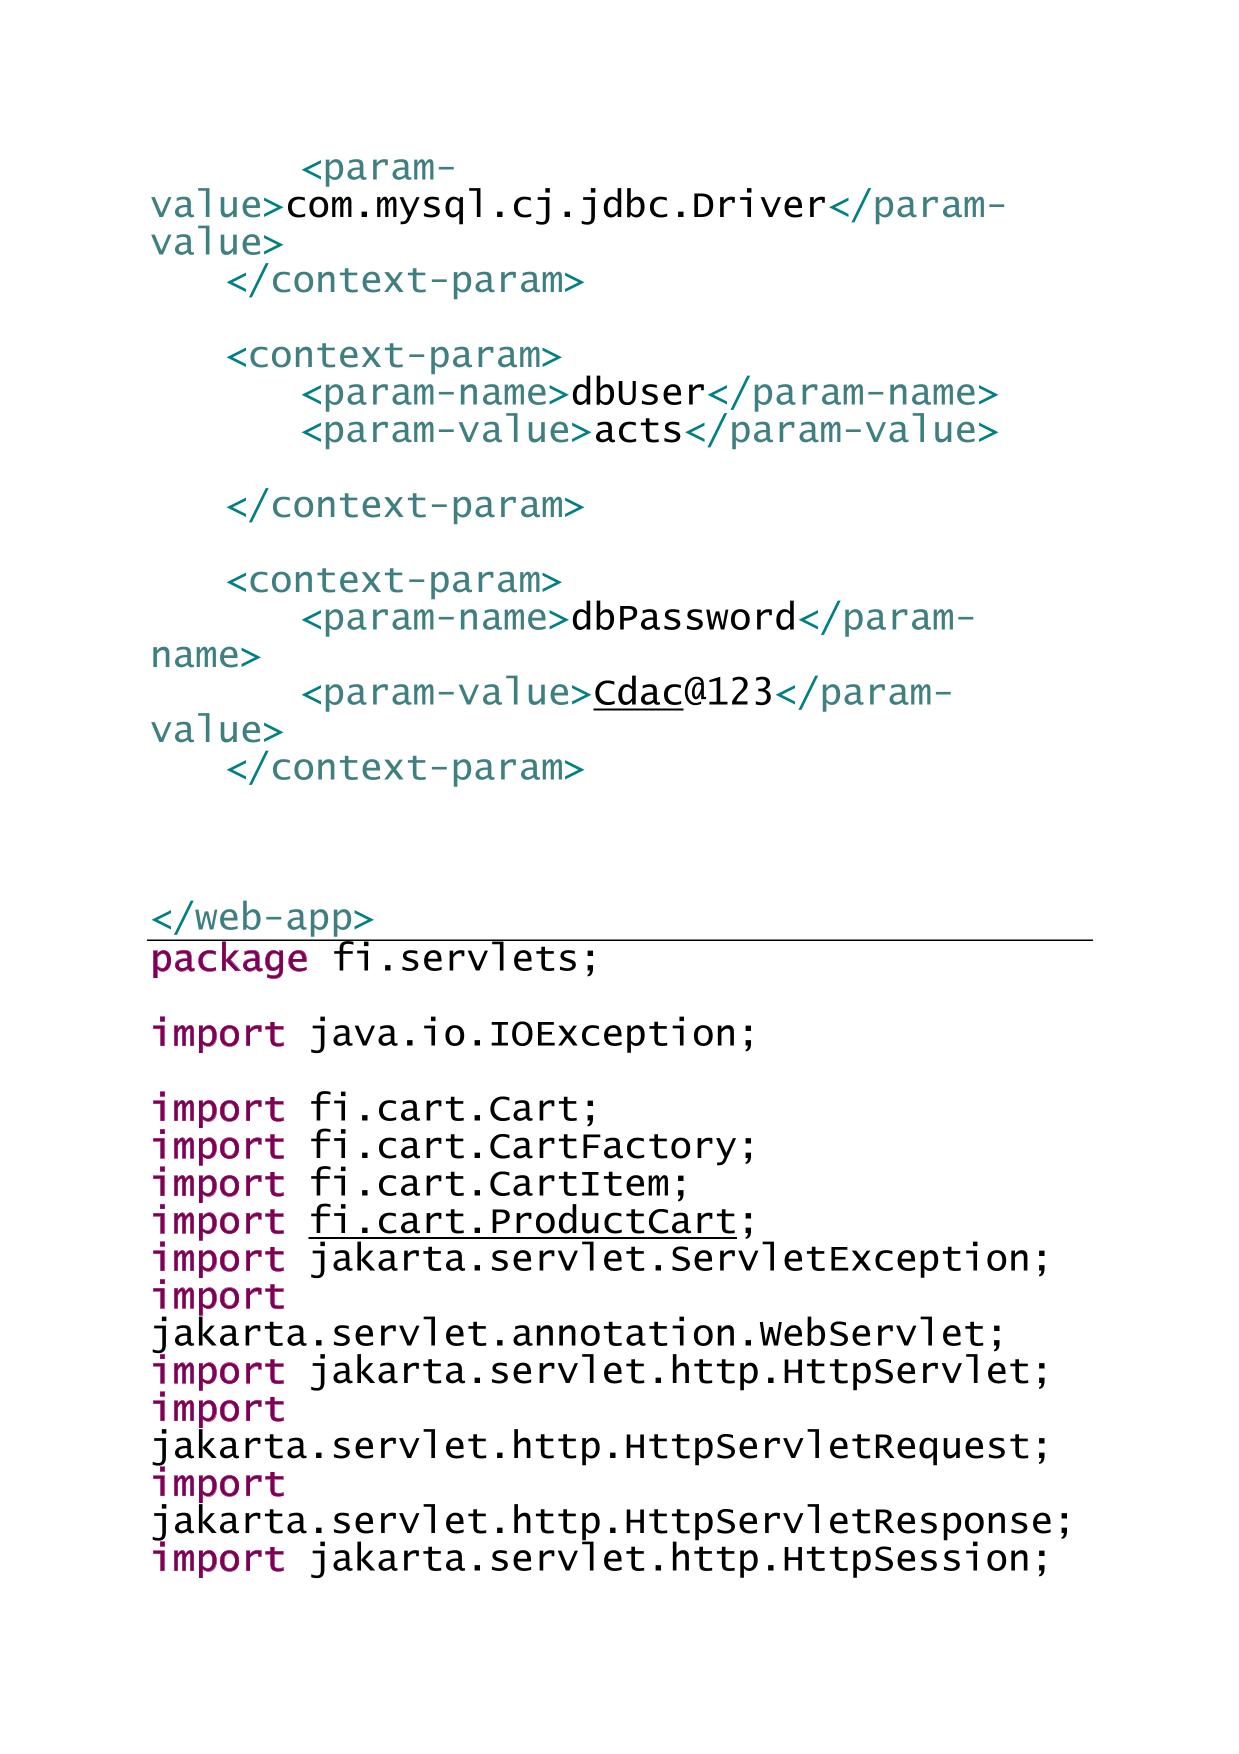 <param-
value>com.mysql.cj.jdbc.Driver</param-
value>
</context-param>
<context-param>
<param-name>dbUser</param-name>
<param-value>acts</param-value>
</context-param>
<context-param>
<param-name>dbPassword</param-
name>
<param-value>Cdac@123</param-
value>
</context-param>
</web-app>
package fi.servlets;
import java.io.IOException;
import fi.cart.Cart;
import fi.cart.CartFactory;
import fi.cart.CartItem;
import fi.cart.ProductCart;
import jakarta.servlet.ServletException;
import
jakarta.servlet.annotation.WebServlet;
import jakarta.servlet.http.HttpServlet;
import
jakarta.servlet.http.HttpServletRequest;
import
jakarta.servlet.http.HttpServletResponse;
import jakarta.servlet.http.HttpSession;